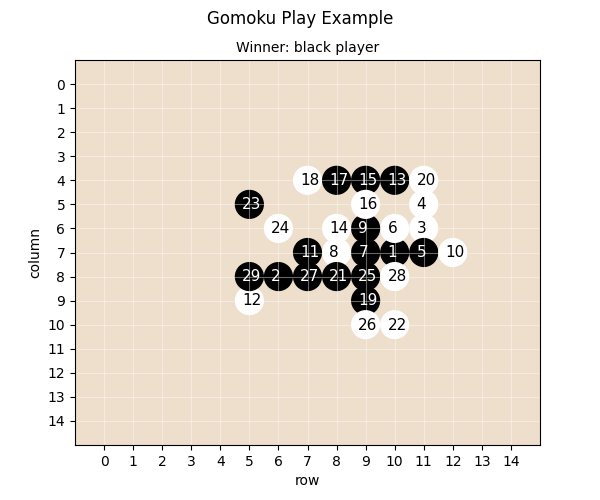 Gomoku Play Example
Winner: black player
0
1
2
3
4 18 17 15 13 20
5 23 16 4
6 24 14 9 6 3
7 11 8 7 1 5 10
8 29 2 27 21 25 28
9 12 19
10 26 22
11
12
13
14
column
0 1 2 3 4 5 6 7 8 9 10 11 12 13 14
row